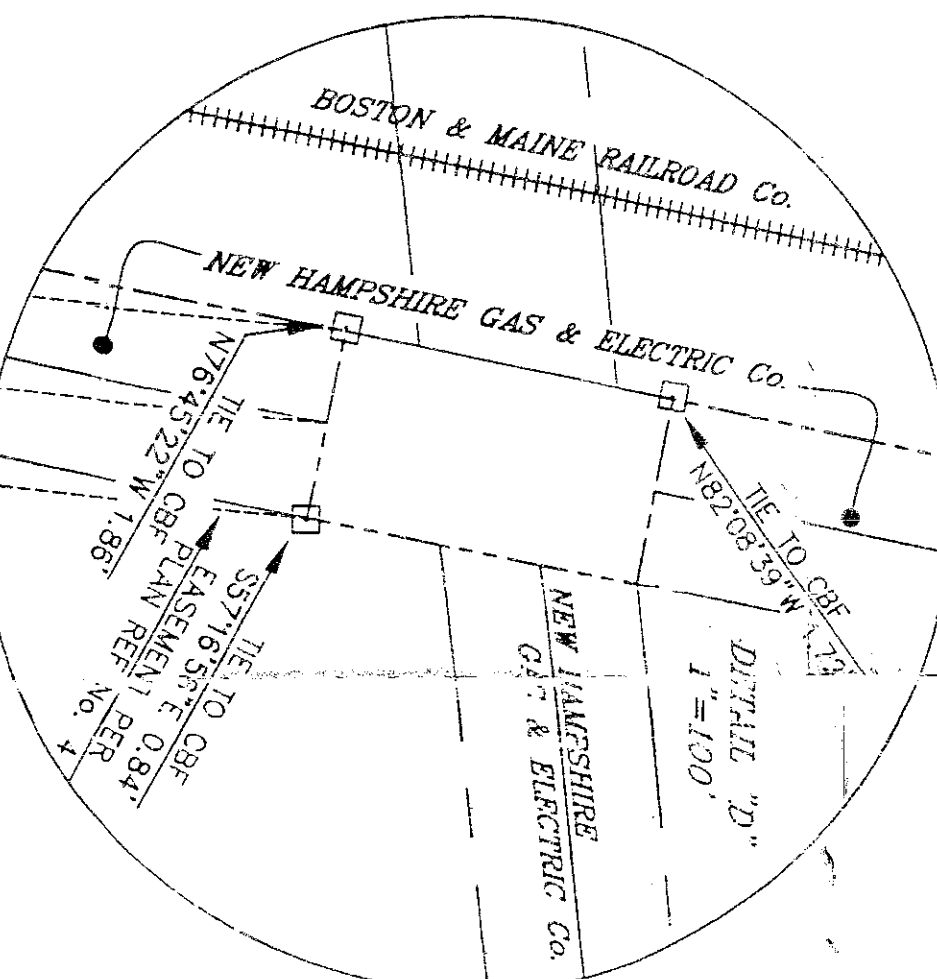 BOSTON & MAINE RAILROAD Co.
NEW HAMPSHIRE GAS & ELECTRIC Co.
TIE TO CBF
N76°45'22"W 1.86'
EASEMENT PER
PLAN REF No. 4
TIE TO CBF
S57°16'56"E 0.84'
TIE TO CBF
N82°08'39"W
NEW HAMPSHIRE
GAS & ELECTRIC Co.
DETAIL "D"
1"=100'